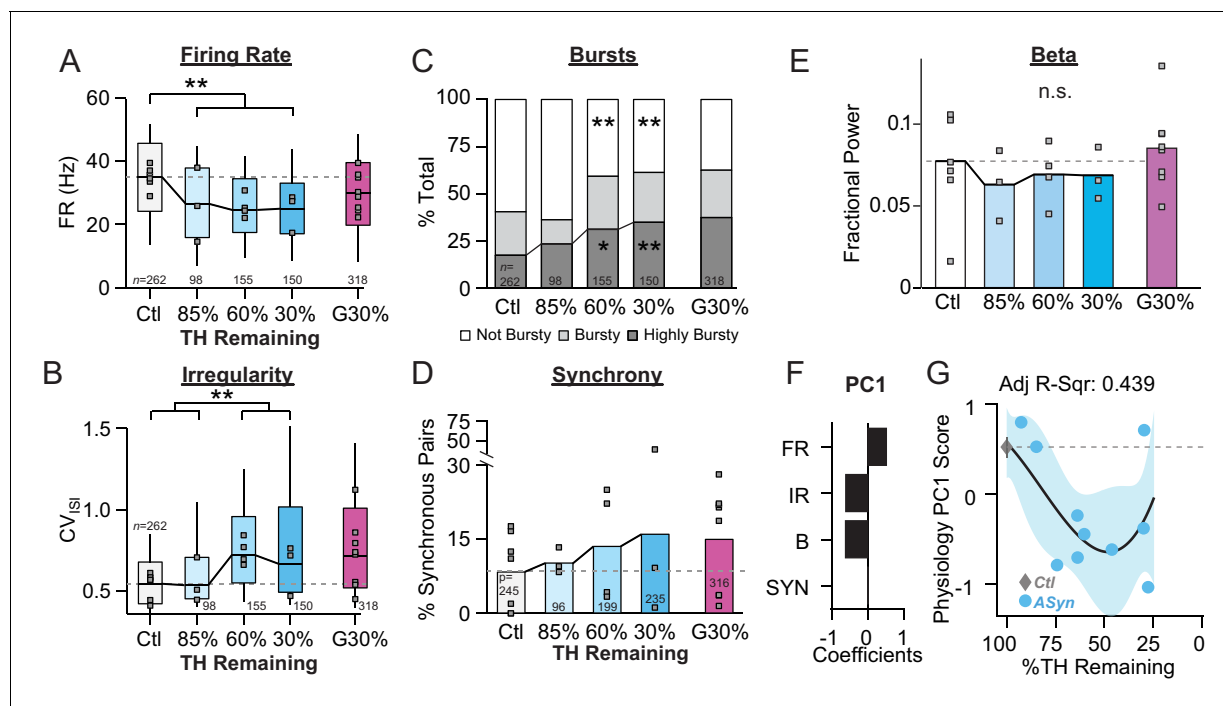 A
Firing Rate
**
60
40
20
0
FR (Hz)
n=262
98
155
150
318
Ctl
85%
60%
30%
G30%
TH Remaining
B
Irregularity
**
1.5
1.0
0.5
CVISI
n=262
98
155
150
318
Ctl
85%
60%
30%
G30%
TH Remaining
C
Bursts
100
75
50
25
0
% Total
**
**
*
**
n=
262
98
155
150
318
Ctl
85%
60%
30%
G30%
Not Bursty
Bursty
Highly Bursty
D
Synchrony
75
50
30
15
0
% Synchronous Pairs
p=
245
96
199
235
316
Ctl
85%
60%
30%
G30%
TH Remaining
E
Beta
n.s.
0.1
0.05
0
Fractional Power
Ctl
85%
60%
30%
G30%
F
PC1
FR
IR
B
SYN
-1
0
1
Coefficients
G
Adj R-Sqr: 0.439
1
0
-1
Physiology PC1 Score
Ctl
ASyn
100
75
50
25
0
%TH Remaining